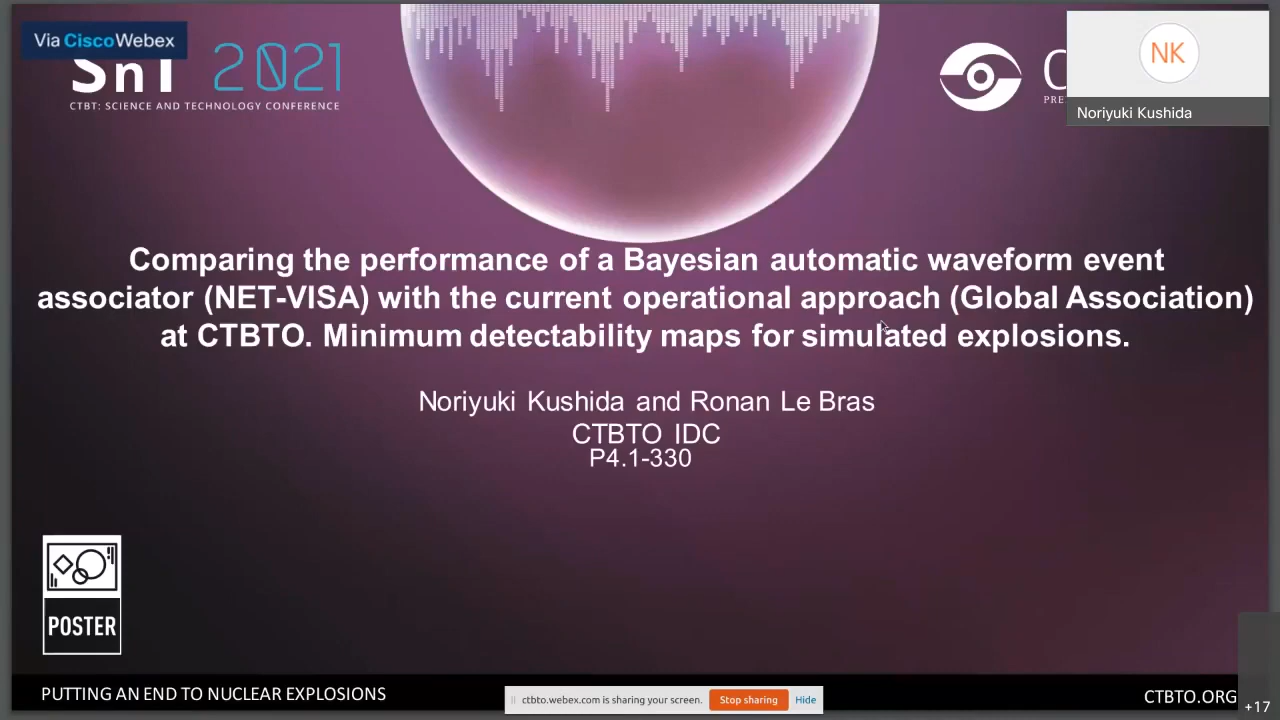 Via CiscoWebex
SnT 2021
CTBT: SCIENCE AND TECHNOLOGY CONFERENCE
NK
Noriyuki Kushida
Comparing the performance of a Bayesian automatic waveform event
associator (NET-VISA) with the current operational approach (Global Association)
at CTBTO. Minimum detectability maps for simulated explosions.
Noriyuki Kushida and Ronan Le Bras
CTBTO IDC
P4.1-330
POSTER
PUTTING AN END TO NUCLEAR EXPLOSIONS
ctbto.webex.com is sharing your screen. Stop sharing Hide
CTBTO.ORG
+17